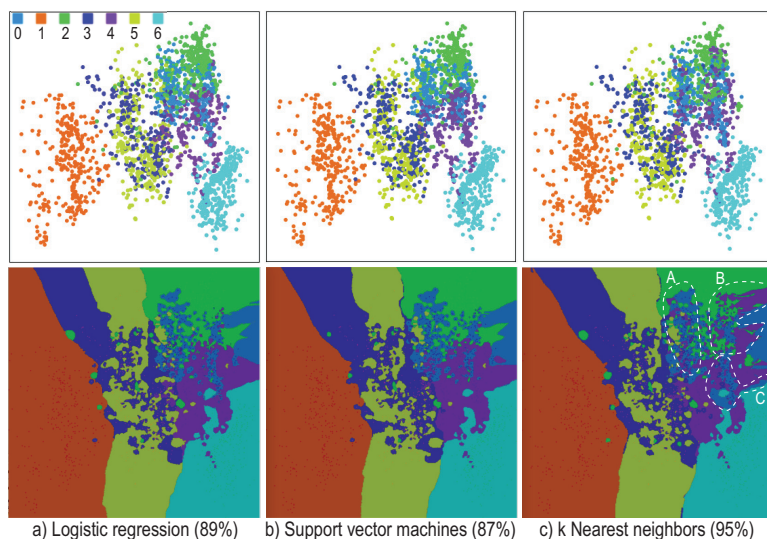 0 1 2 3 4 5 6
A
B
C
a) Logistic regression (89%) b) Support vector machines (87%) c) k Nearest neighbors (95%)